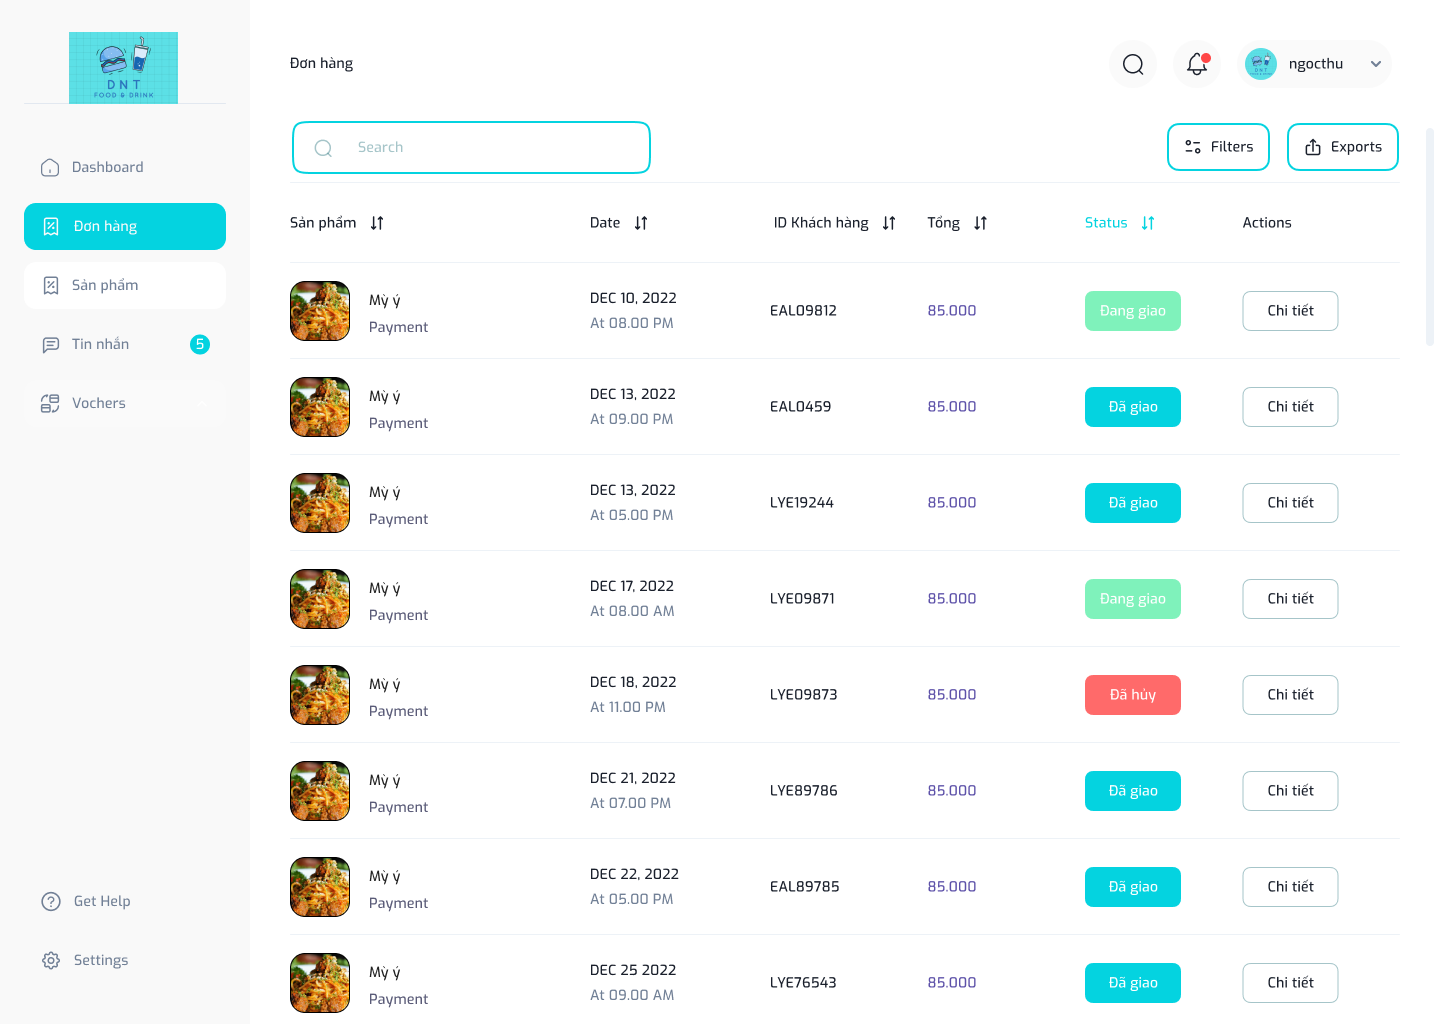 DNT
FOOD & DRINK
Đơn hàng
ngocthu
Search
Filters
Exports
Dashboard
Đơn hàng
Sản phẩm
Tin nhắn 5
Vochers
Get Help
Settings
Sản phẩm Date ID Khách hàng Tổng Status Actions
Mỳ ý
Payment
DEC 10, 2022
At 08.00 PM
EAL09812
85.000
Đang giao
Chi tiết
Mỳ ý
Payment
DEC 13, 2022
At 09.00 PM
EAL0459
85.000
Đã giao
Chi tiết
Mỳ ý
Payment
DEC 13, 2022
At 05.00 PM
LYE19244
85.000
Đã giao
Chi tiết
Mỳ ý
Payment
DEC 17, 2022
At 08.00 AM
LYE09871
85.000
Đang giao
Chi tiết
Mỳ ý
Payment
DEC 18, 2022
At 11.00 PM
LYE09873
85.000
Đã hủy
Chi tiết
Mỳ ý
Payment
DEC 21, 2022
At 07.00 PM
LYE89786
85.000
Đã giao
Chi tiết
Mỳ ý
Payment
DEC 22, 2022
At 05.00 PM
EAL89785
85.000
Đã giao
Chi tiết
Mỳ ý
Payment
DEC 25 2022
At 09.00 AM
LYE76543
85.000
Đã giao
Chi tiết